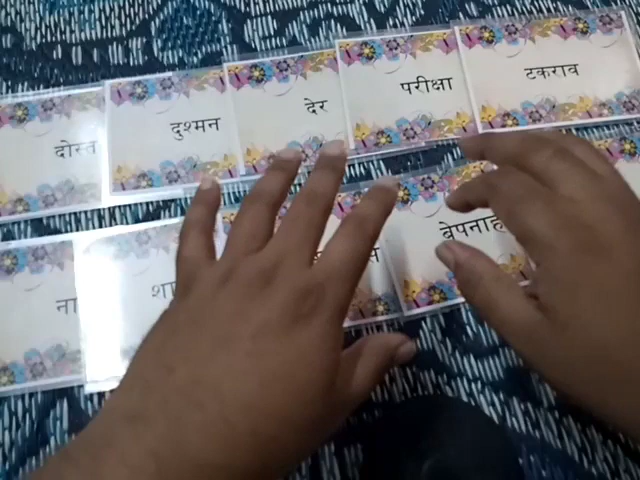 दोस्त
दुश्मन
देर
परीक्षा
टकराव
बेपनाह